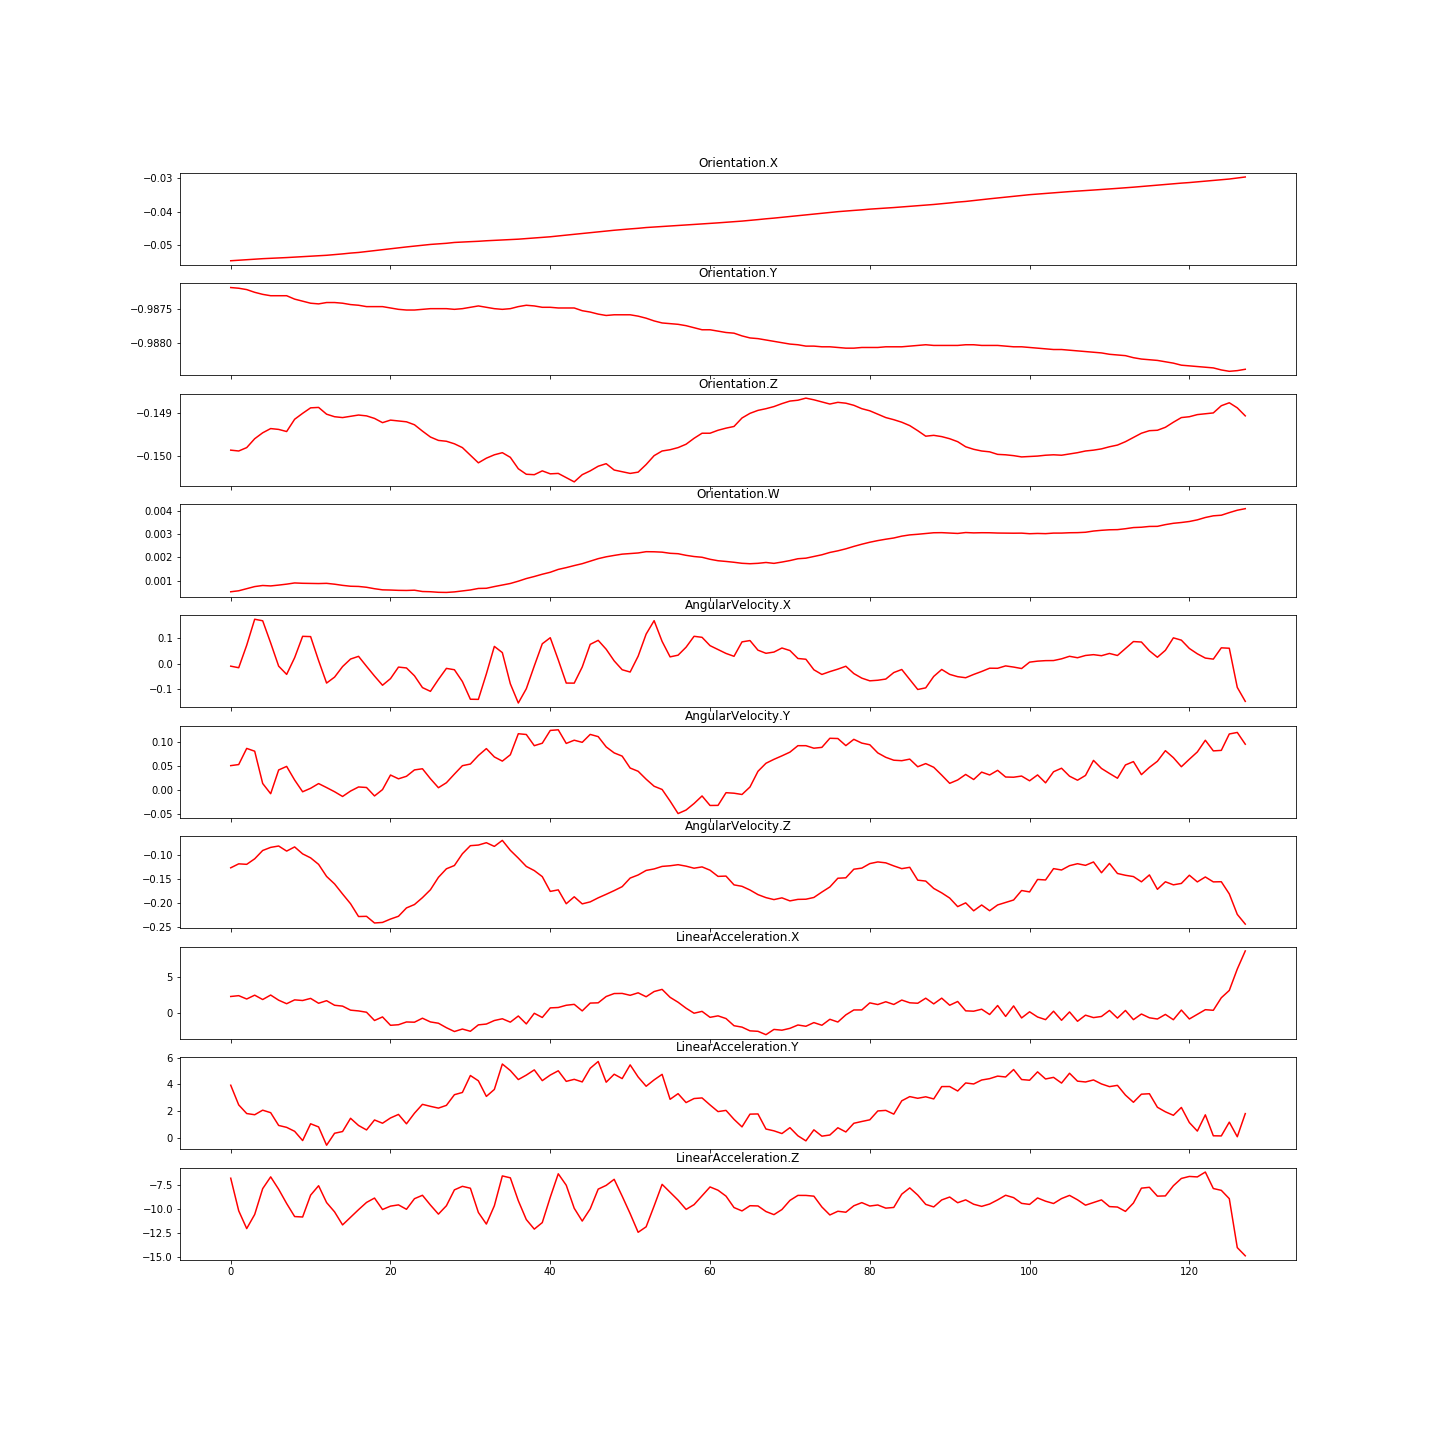 Orientation.X
−0.03
−0.04
−0.05
Orientation.Y
−0.9875
−0.9880
Orientation.Z
−0.149
−0.150
Orientation.W
0.004
0.003
0.002
0.001
AngularVelocity.X
0.1
0.0
−0.1
AngularVelocity.Y
0.10
0.05
0.00
−0.05
AngularVelocity.Z
−0.10
−0.15
−0.20
−0.25
LinearAcceleration.X
5
0
LinearAcceleration.Y
6
4
2
0
LinearAcceleration.Z
−7.5
−10.0
−12.5
−15.0
0 20 40 60 80 100 120